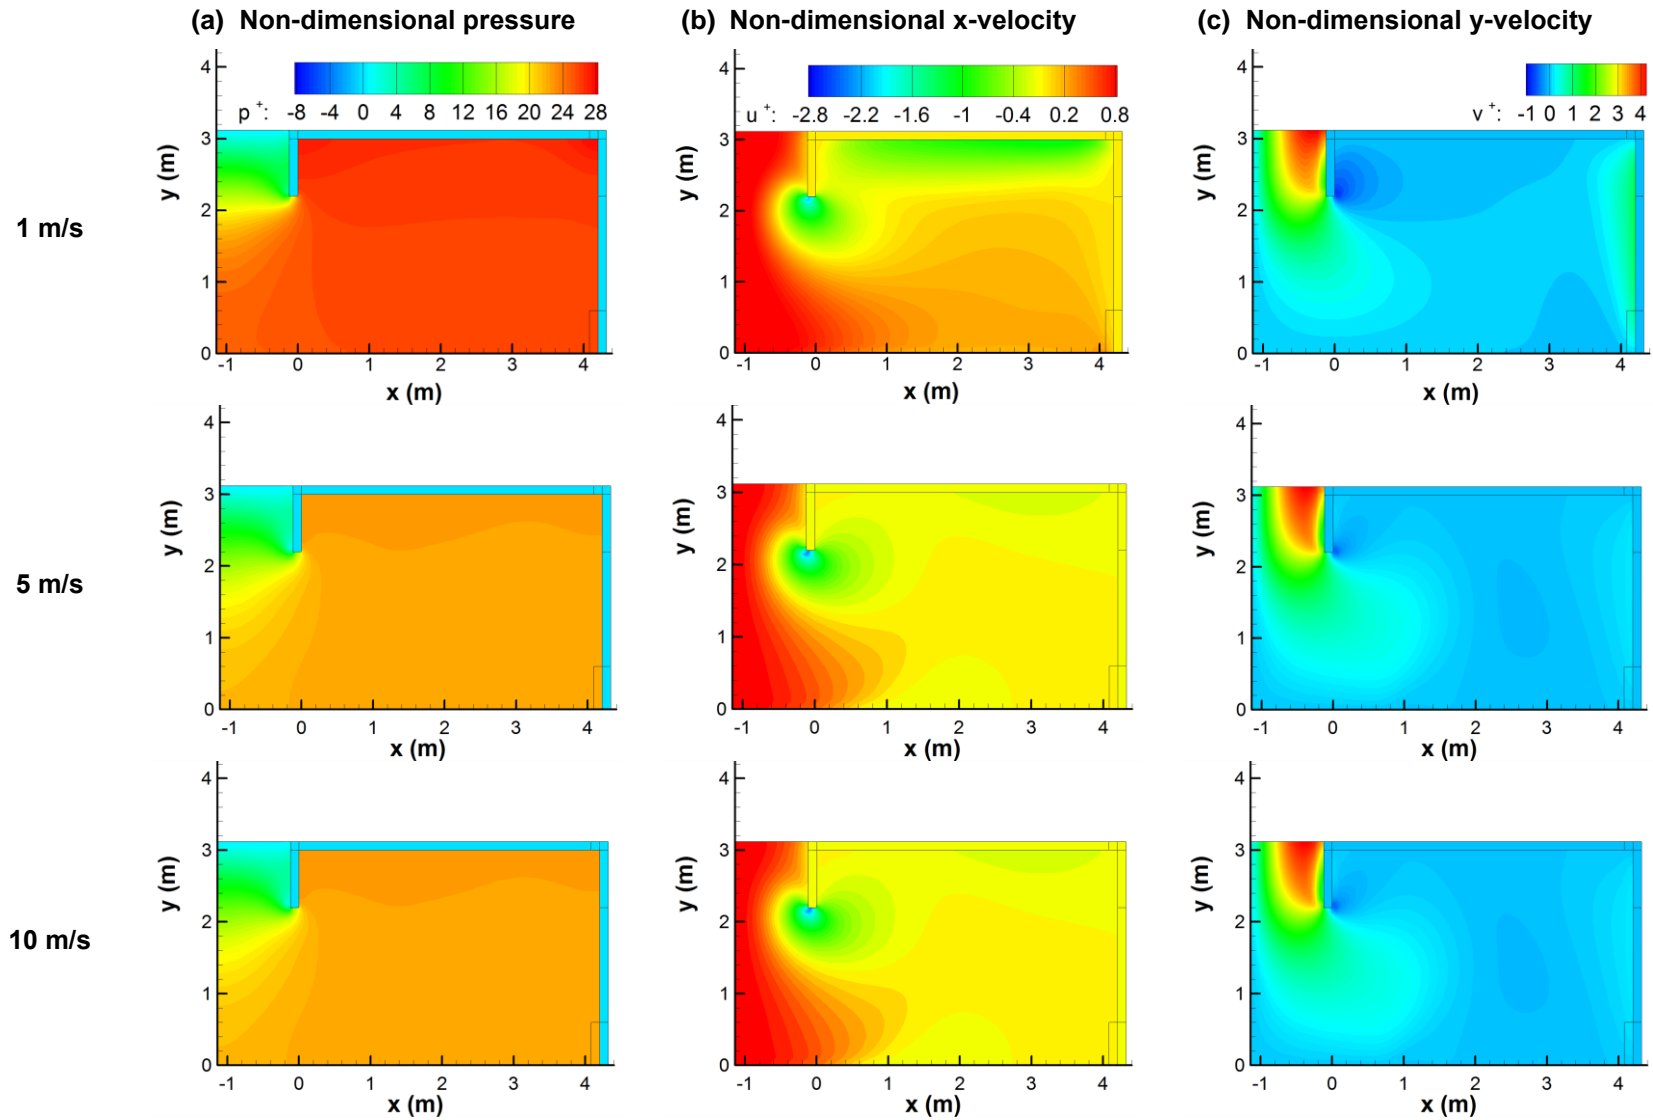 (a) Non-dimensional pressure
(b) Non-dimensional x-velocity
(c) Non-dimensional y-velocity
p⁺: -8 -4 0 4 8 12 16 20 24 28
u⁺: -2.8 -2.2 -1.6 -1 -0.4 0.2 0.8
v⁺: -1 0 1 2 3 4
1 m/s
y (m)
4
3
2
1
0
-1 0 1 2 3 4
x (m)
y (m)
4
3
2
1
0
-1 0 1 2 3 4
x (m)
y (m)
4
3
2
1
0
-1 0 1 2 3 4
x (m)
5 m/s
y (m)
4
3
2
1
0
-1 0 1 2 3 4
x (m)
y (m)
4
3
2
1
0
-1 0 1 2 3 4
x (m)
y (m)
4
3
2
1
0
-1 0 1 2 3 4
x (m)
10 m/s
y (m)
4
3
2
1
0
-1 0 1 2 3 4
x (m)
y (m)
4
3
2
1
0
-1 0 1 2 3 4
x (m)
y (m)
4
3
2
1
0
-1 0 1 2 3 4
x (m)